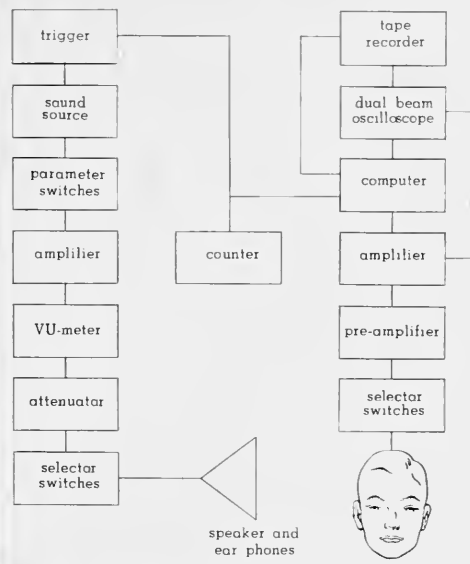 trigger
sound
source
parameter
switches
amplifier
VU-meter
attenuator
selector
switches
speaker and
ear phones
counter
tape
recorder
dual beam
oscilloscope
computer
amplifier
pre-amplifier
selector
switches